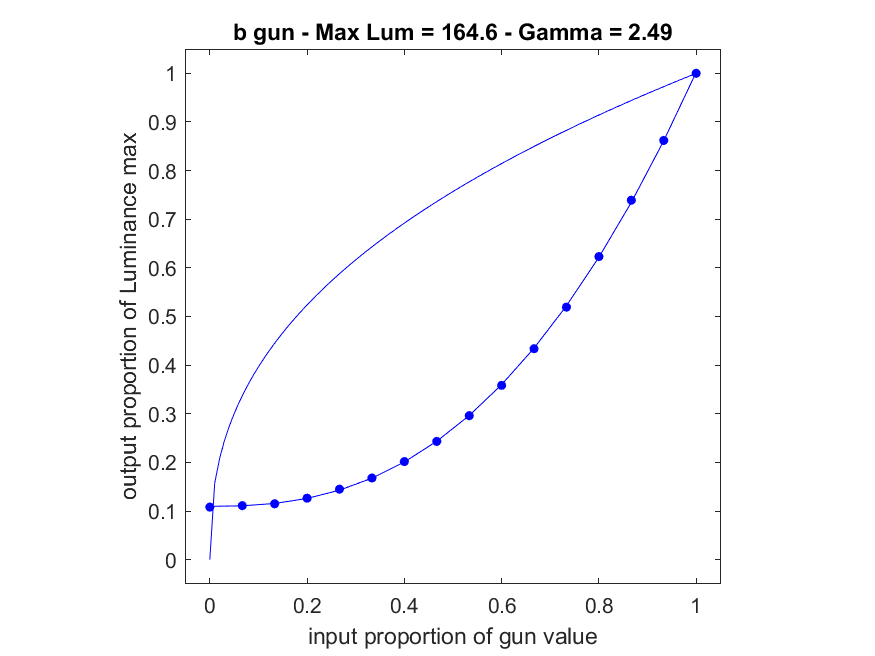 b gun - Max Lum = 164.6 - Gamma = 2.49
output proportion of Luminance max
1
0.9
0.8
0.7
0.6
0.5
0.4
0.3
0.2
0.1
0
0 0.2 0.4 0.6 0.8 1
input proportion of gun value